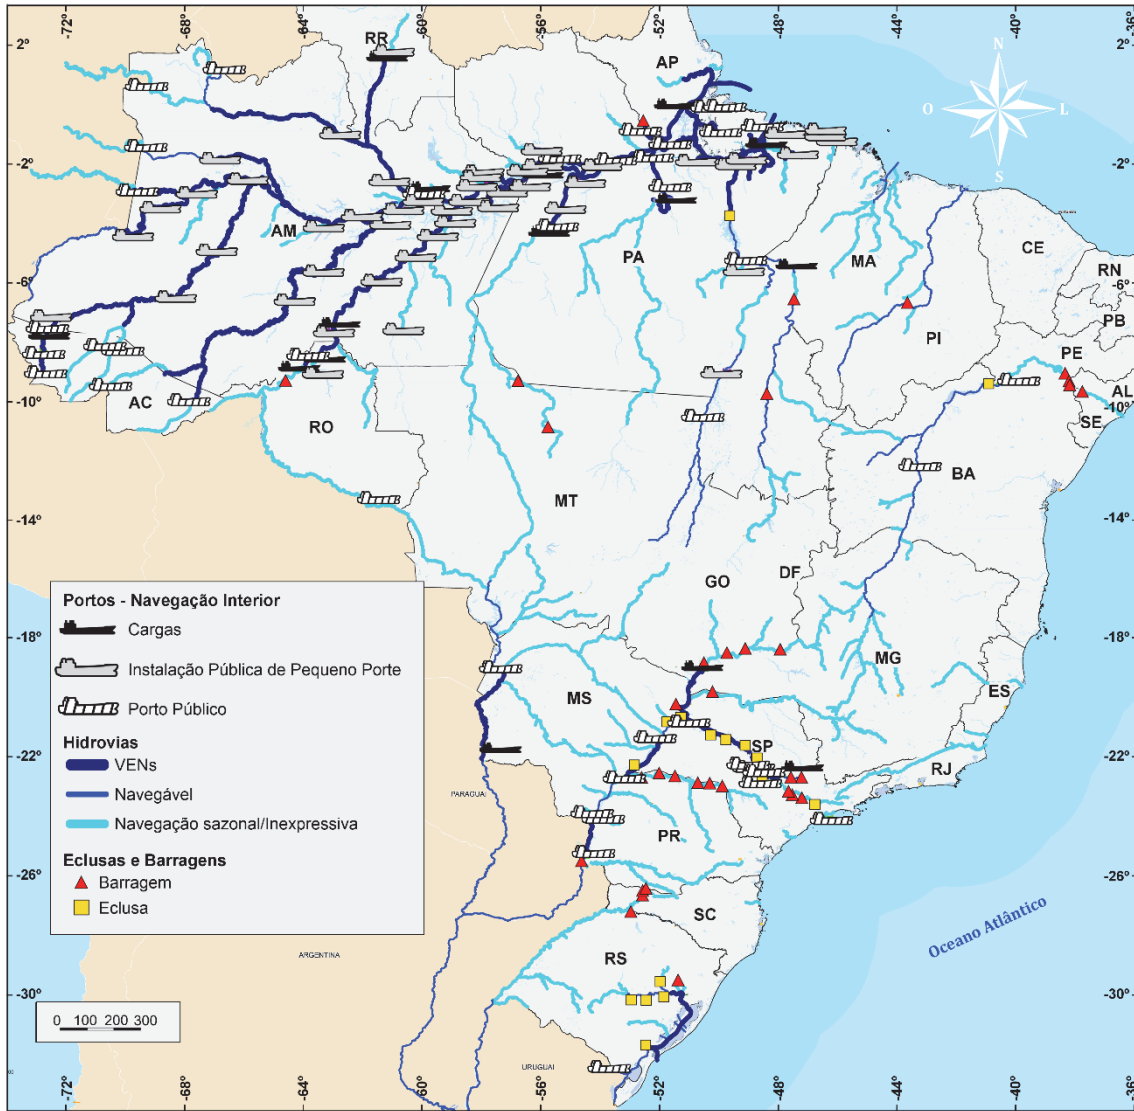 -72º
-68º
-64º
-60º
-56º
-52º
-48º
-44º
-40º
-36º
2º
2º
RR
AP
N
O
L
S
-2º
-2º
AM
PA
MA
CE
RN
-6º
-6º
PB
PI
PE
AL
-10º
-10º
AC
RO
SE
BA
MT
-14º
-14º
GO
DF
Portos - Navegação Interior
Cargas
Instalação Pública de Pequeno Porte
Porto Público
Hidrovias
VENs
Navegável
Navegação sazonal/Inexpressiva
Eclusas e Barragens
Barragem
Eclusa
-18º
-18º
MS
MG
ES
SP
-22º
-22º
RJ
PARAGUAI
PR
-26º
-26º
SC
Oceano Atlântico
ARGENTINA
RS
-30º
-30º
0 100 200 300
URUGUAI
-72º
-68º
-64º
-60º
-56º
-52º
-48º
-44º
-40º
-36º